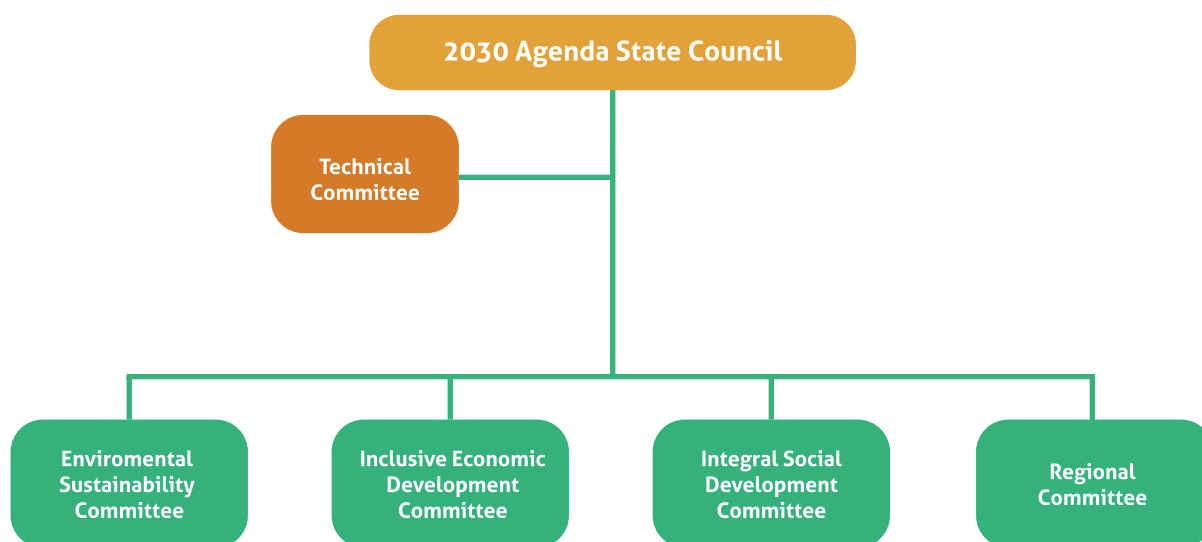 2030 Agenda State Council
Technical
Committee
Enviromental
Sustainability
Committee
Inclusive Economic
Development
Committee
Integral Social
Development
Committee
Regional
Committee